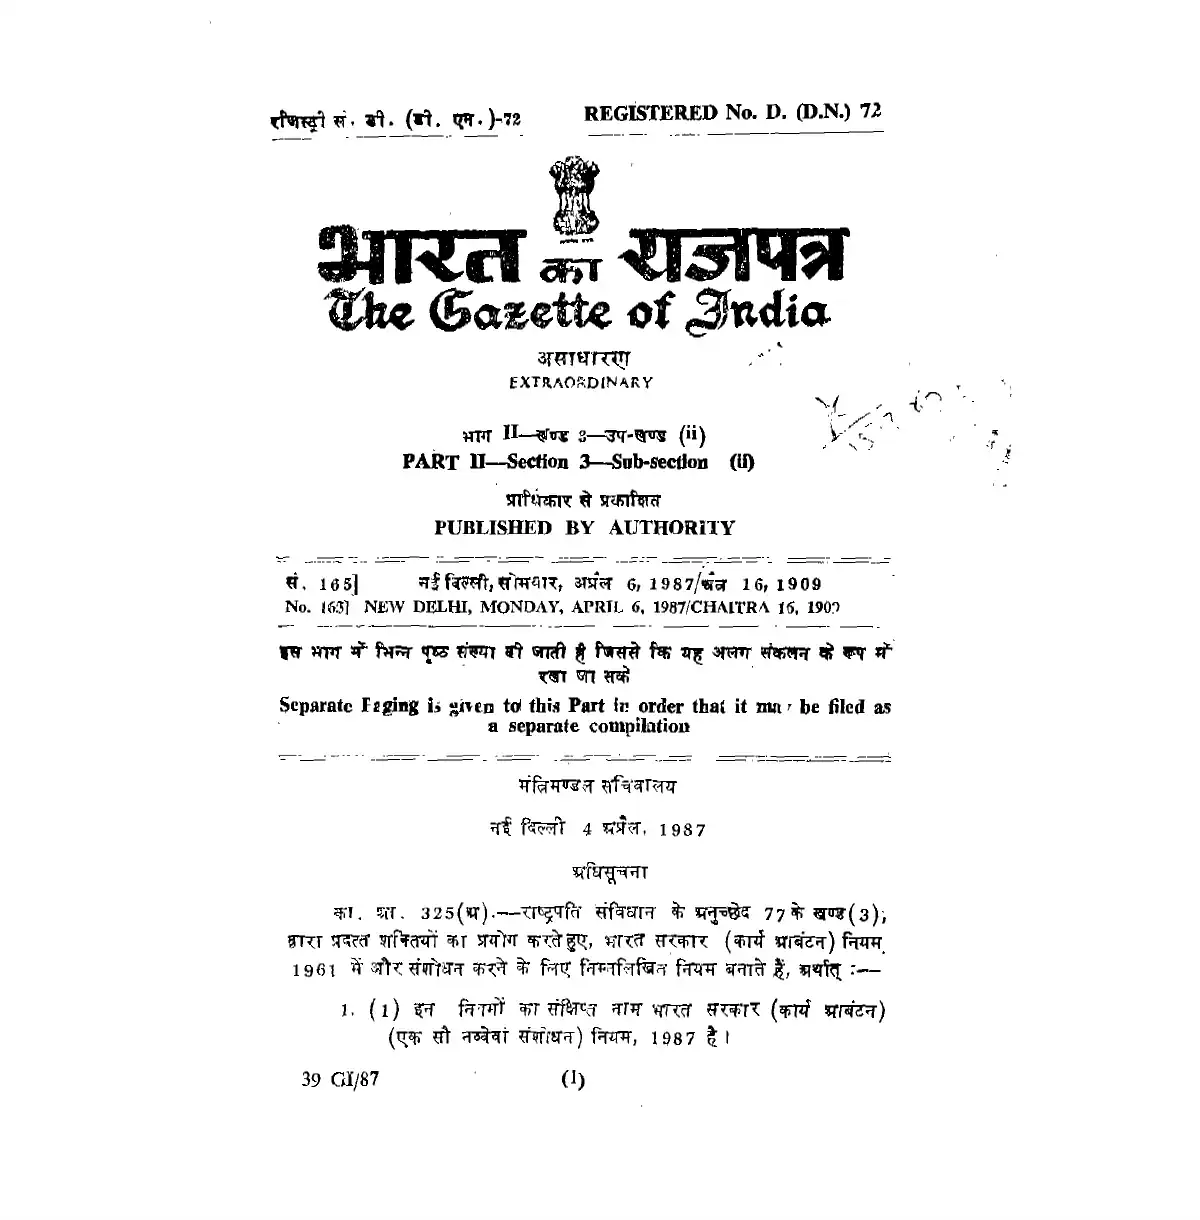 रजिस्ट्री सं. डी. (डी. एन.)-72
REGISTERED No. D. (D.N.) 72
भारत का राजपत्र
The Gazette of India
असाधारण
EXTRAORDINARY
भाग II—खण्ड 3—उप-खण्ड (ii)
PART II—Section 3—Sub-section (ii)
प्राधिकार से प्रकाशित
PUBLISHED BY AUTHORITY
सं. 165] नई दिल्ली, सोमवार, अप्रैल 6, 1987/चैत्र 16, 1909
No. 165] NEW DELHI, MONDAY, APRIL 6, 1987/CHAITRA 16, 1909
इस भाग में भिन्न पृष्ठ संख्या दी जाती है जिससे कि यह अलग संकलन के रूप में
रखा जा सके
Separate Paging is given to this Part in order that it may be filed as
a separate compilation
मंत्रिमण्डल सचिवालय
नई दिल्ली 4 अप्रैल, 1987
अधिसूचना
का. आ. 325(अ).—राष्ट्रपति संविधान के अनुच्छेद 77 के खण्ड (3),
द्वारा प्रदत्त शक्तियों का प्रयोग करते हुए, भारत सरकार (कार्य आबंटन) नियम,
1961 में और संशोधन करने के लिए निम्नलिखित नियम बनाते हैं, अर्थात् :—
1. (1) इन नियमों का संक्षिप्त नाम भारत सरकार (कार्य आबंटन)
(एक सौ नव्वेवां संशोधन) नियम, 1987 है।
39 GI/87
(1)